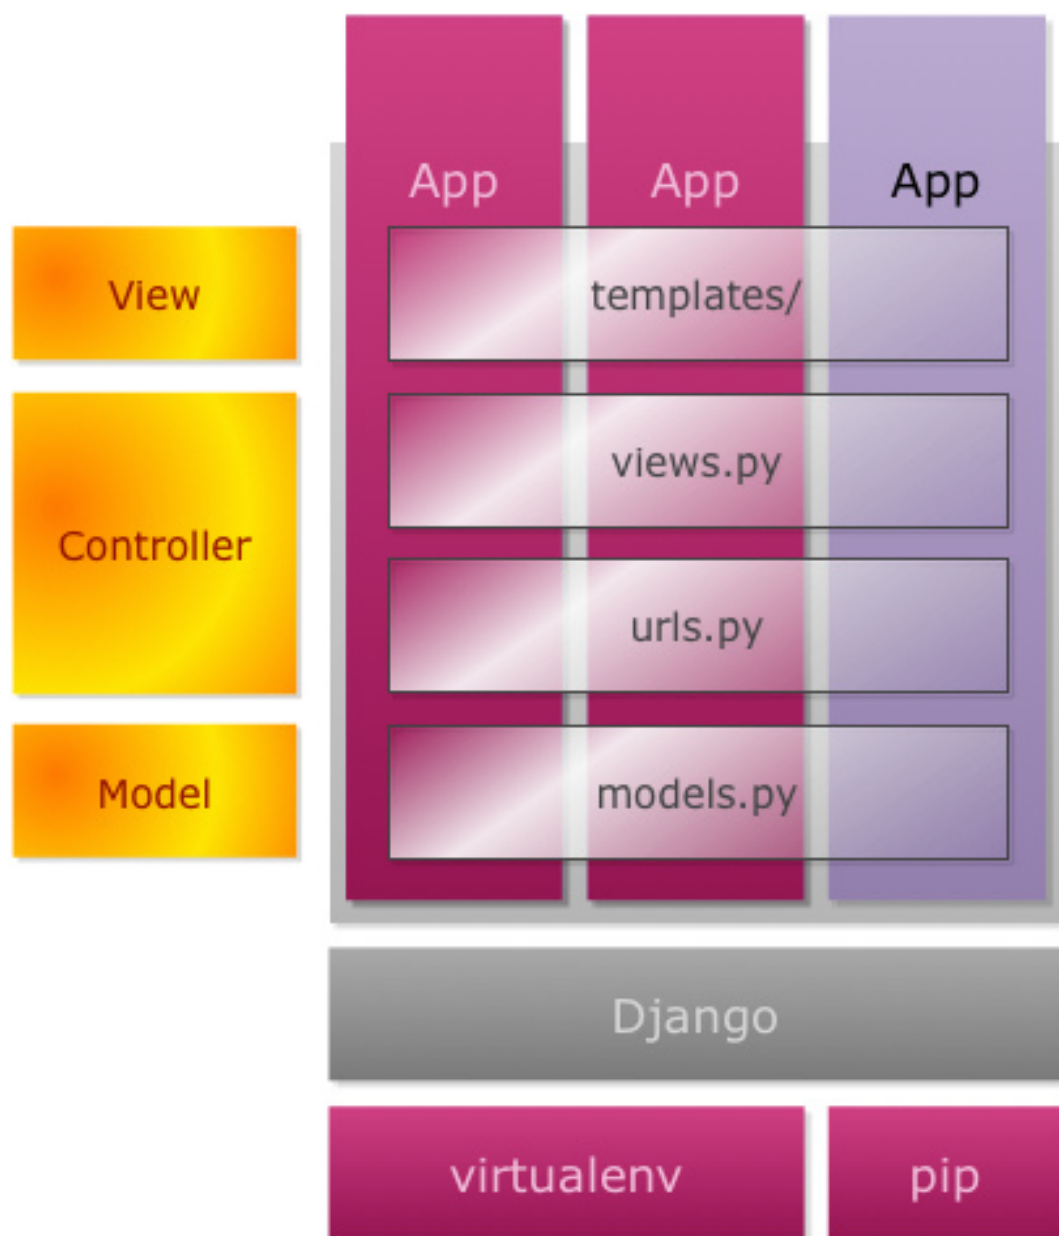 App App App
View templates/
views.py
Controller
urls.py
Model models.py
Django
virtualenv pip